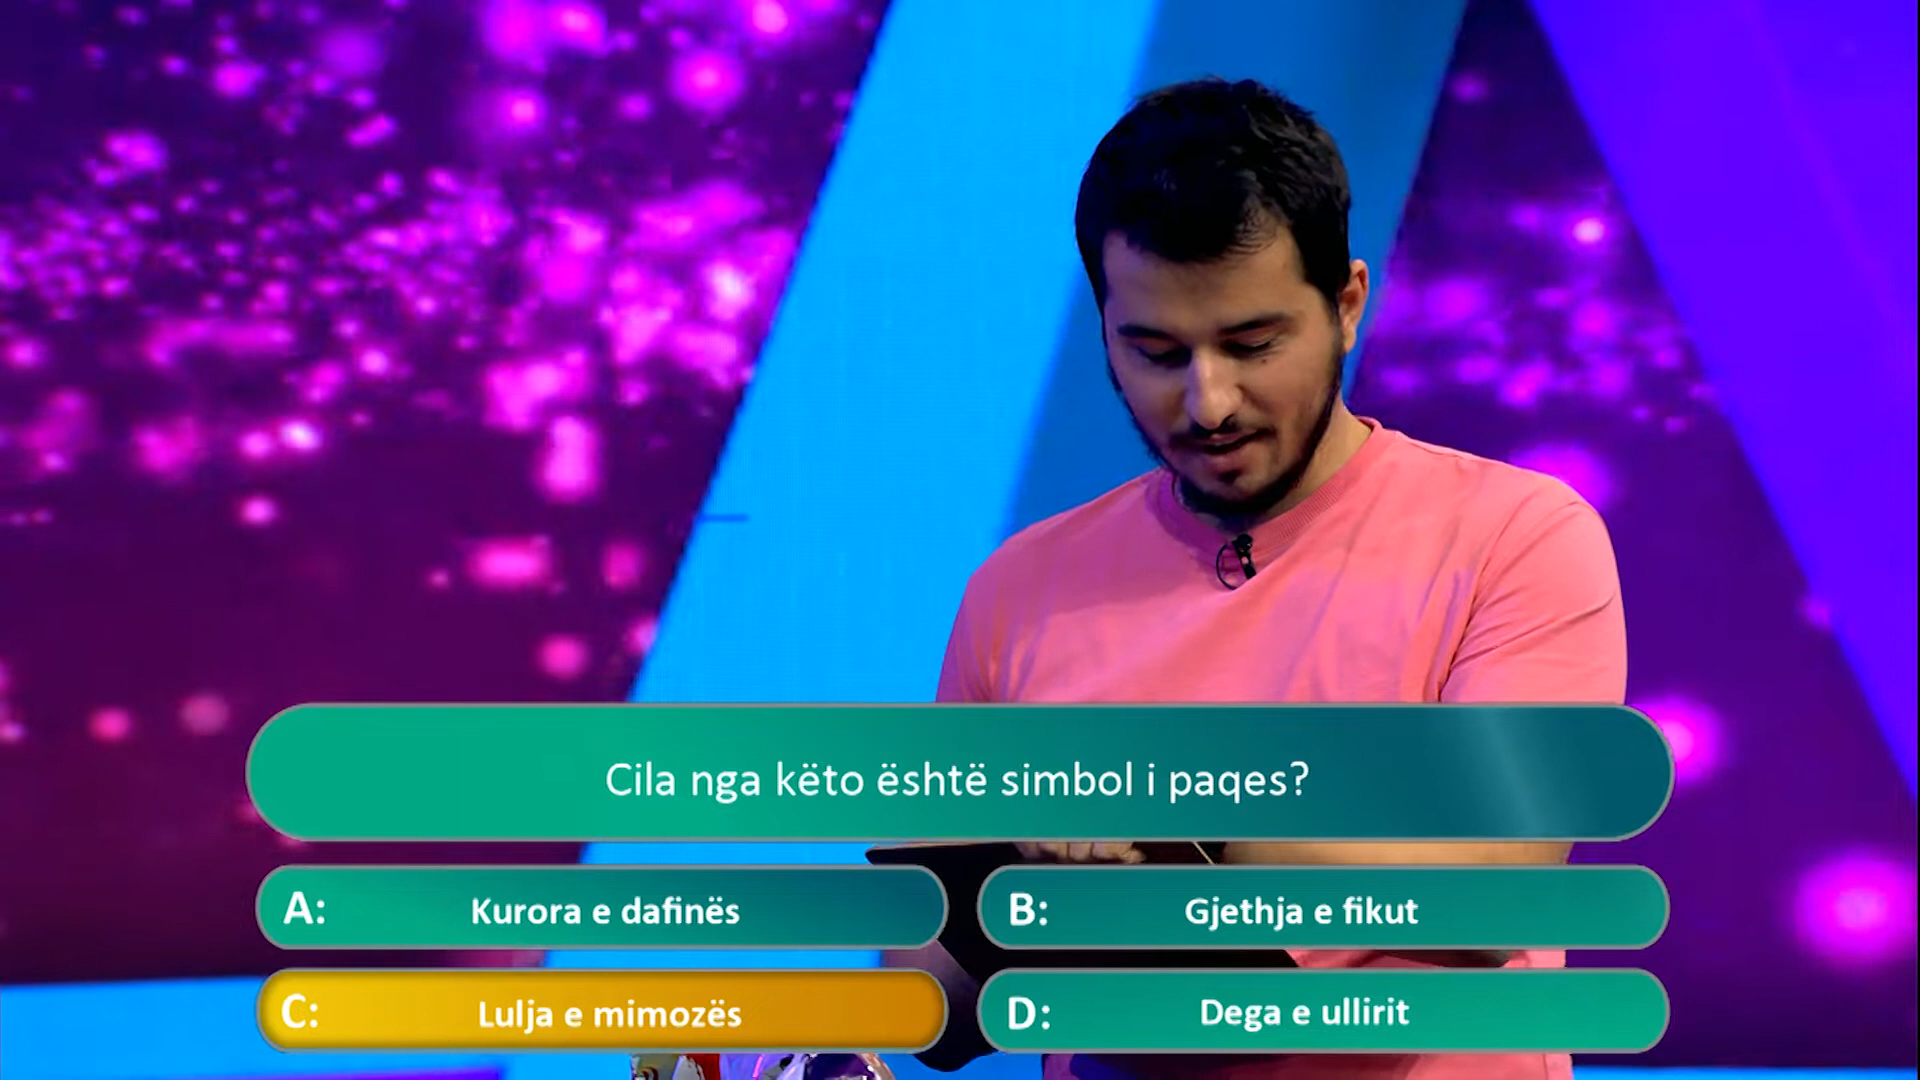 Cila nga këto është simbol i paqes?
A: Kurora e dafinës
B: Gjethja e fikut
C: Lulja e mimozës
D: Dega e ullirit